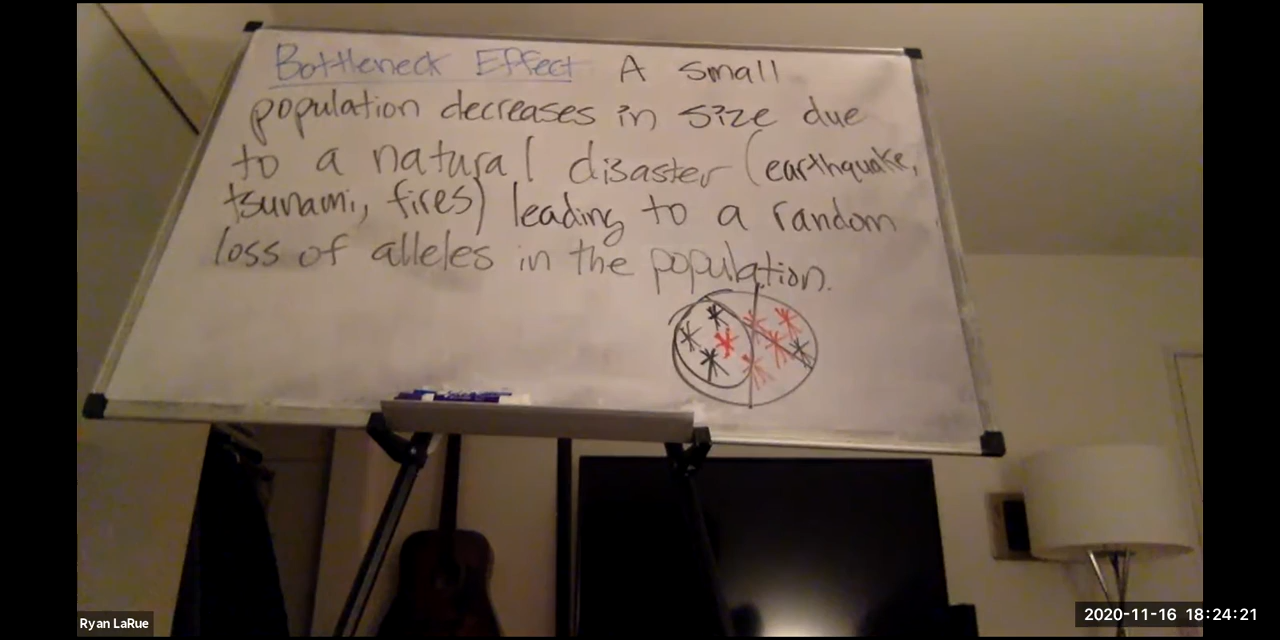 Bottleneck Effect A small
population decreases in size due
to a natural disaster (earthquake,
tsunami, fires) leading to a random
loss of alleles in the population.
Ryan LaRue
2020-11-16 18:24:21